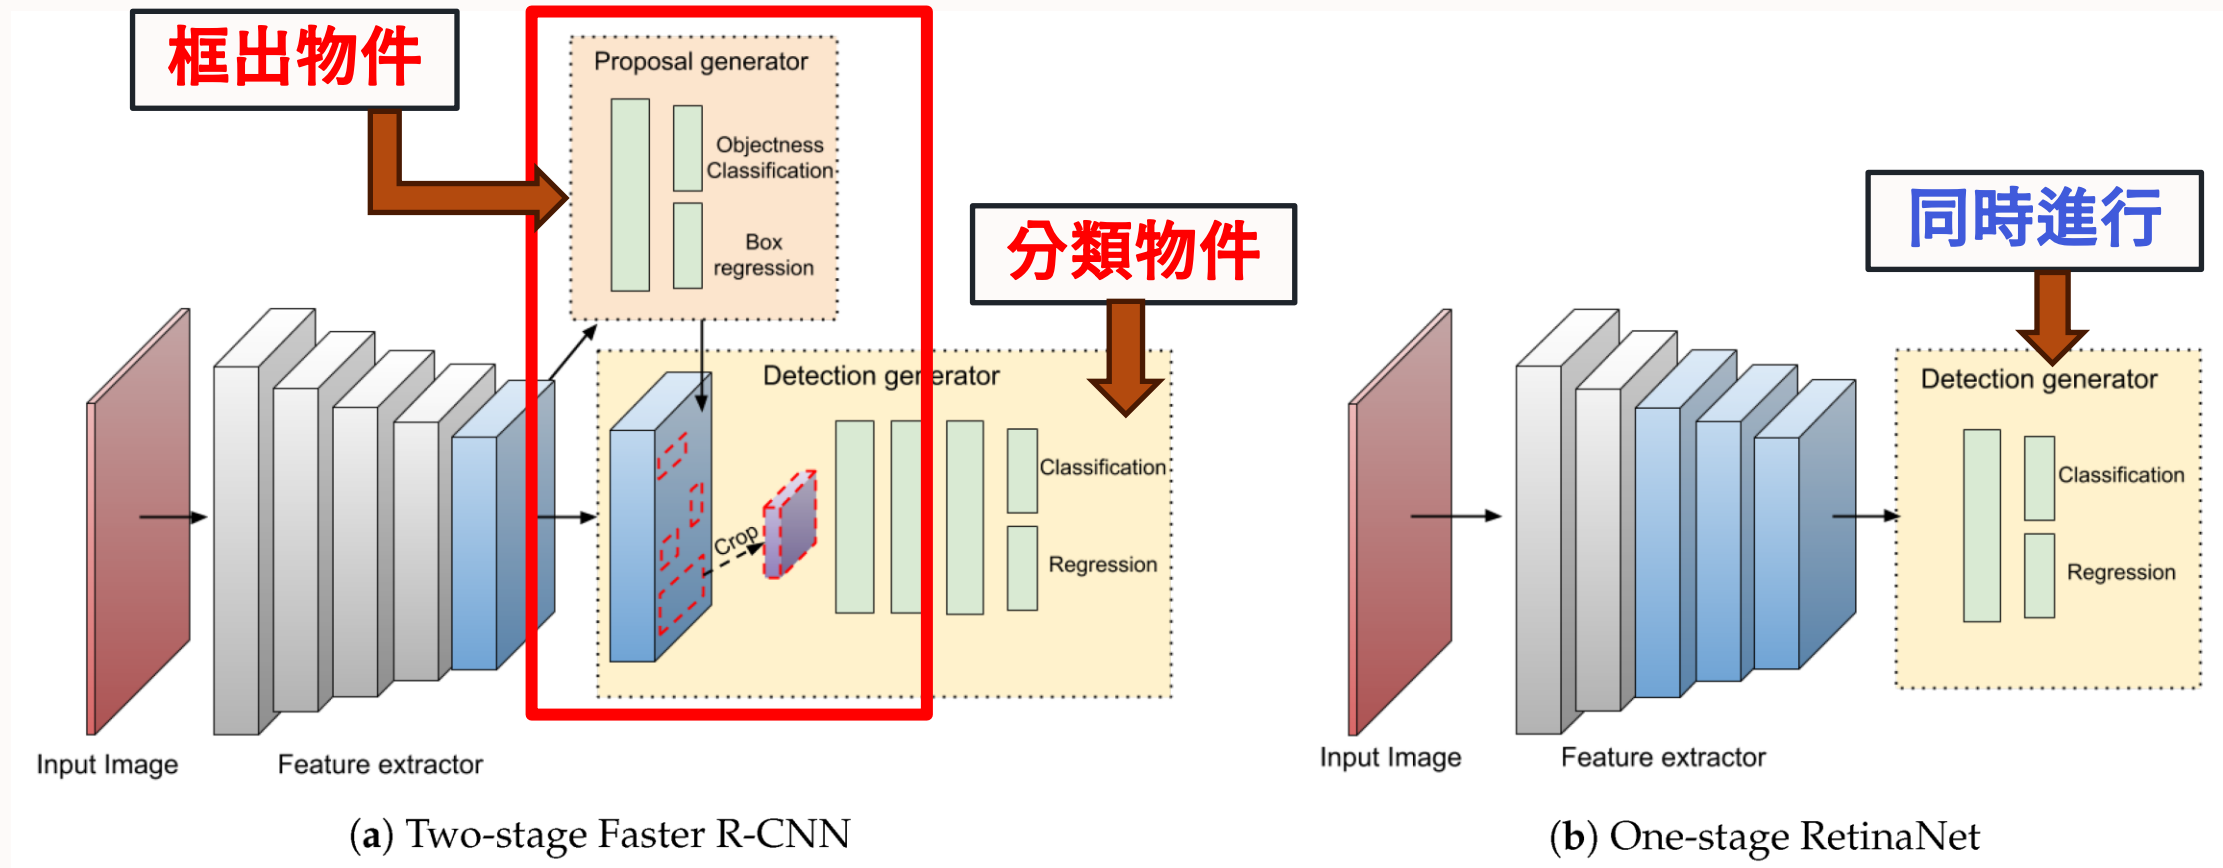 框出物件
Proposal generator
Objectness
Classification
Box
regression
分類物件
Detection generator
Crop
Classification
Regression
Input Image
Feature extractor
(a) Two-stage Faster R-CNN
同時進行
Detection generator
Classification
Regression
Input Image
Feature extractor
(b) One-stage RetinaNet